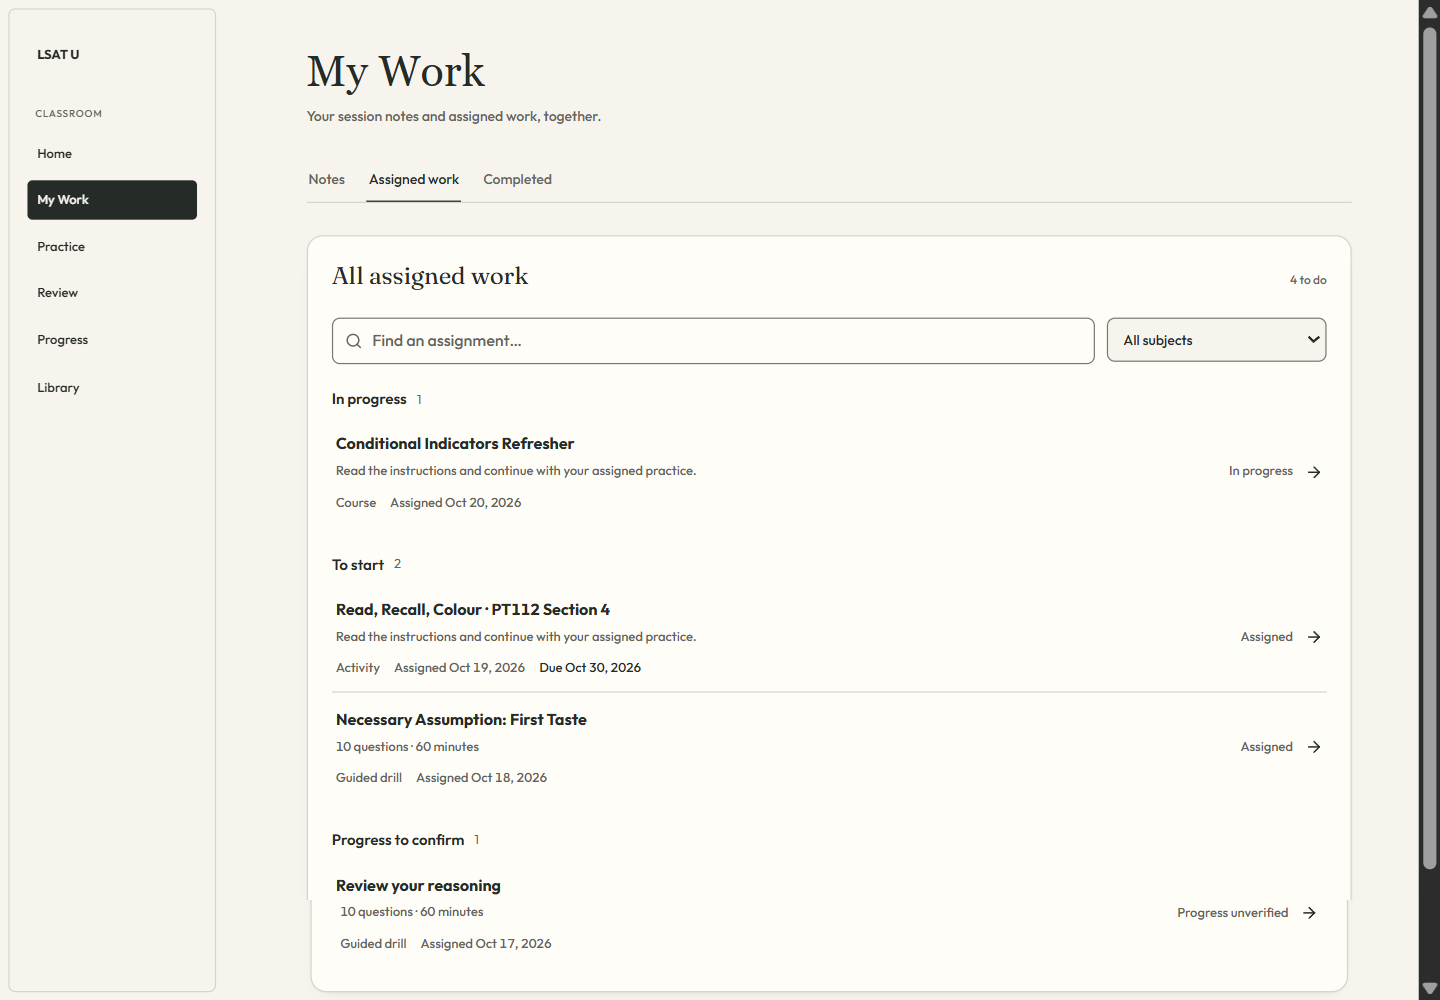 LSAT U
CLASSROOM
Home
My Work
Practice
Review
Progress
Library
My Work
Your session notes and assigned work, together.
Notes Assigned work Completed
All assigned work
4 to do
Find an assignment...
All subjects
In progress 1
Conditional Indicators Refresher
Read the instructions and continue with your assigned practice.
In progress
Course Assigned Oct 20, 2026
To start 2
Read, Recall, Colour · PT112 Section 4
Read the instructions and continue with your assigned practice.
Assigned
Activity Assigned Oct 19, 2026 Due Oct 30, 2026
Necessary Assumption: First Taste
10 questions · 60 minutes
Assigned
Guided drill Assigned Oct 18, 2026
Progress to confirm 1
Review your reasoning
10 questions · 60 minutes
Progress unverified
Guided drill Assigned Oct 17, 2026